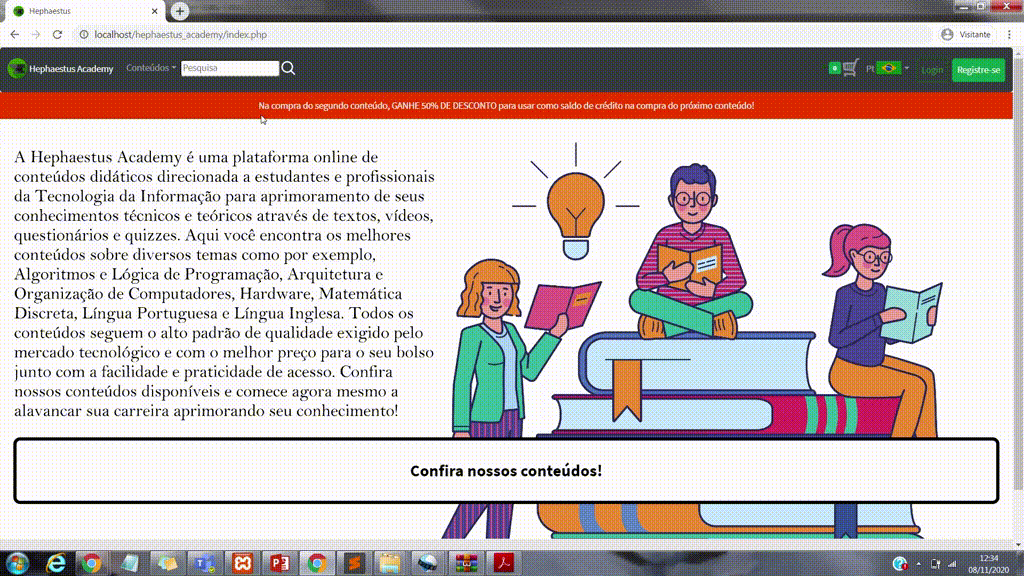 Hephaestus
localhost/hephaestus_academy/index.php
Visitante
Hephaestus Academy
Conteúdos
Pesquisa
0
Pt
Login
Registre-se
Na compra do segundo conteúdo, GANHE 50% DE DESCONTO para usar como saldo de crédito na compra do próximo conteúdo!
A Hephaestus Academy é uma plataforma online de
conteúdos didáticos direcionada a estudantes e profissionais
da Tecnologia da Informação para aprimoramento de seus
conhecimentos técnicos e teóricos através de textos, vídeos,
questionários e quizzes. Aqui você encontra os melhores
conteúdos sobre diversos temas como por exemplo,
Algoritmos e Lógica de Programação, Arquitetura e
Organização de Computadores, Hardware, Matemática
Discreta, Língua Portuguesa e Língua Inglesa. Todos os
conteúdos seguem o alto padrão de qualidade exigido pelo
mercado tecnológico e com o melhor preço para o seu bolso
junto com a facilidade e praticidade de acesso. Confira
nossos conteúdos disponíveis e comece agora mesmo a
alavancar sua carreira aprimorando seu conhecimento!
Confira nossos conteúdos!
12:34
08/11/2020